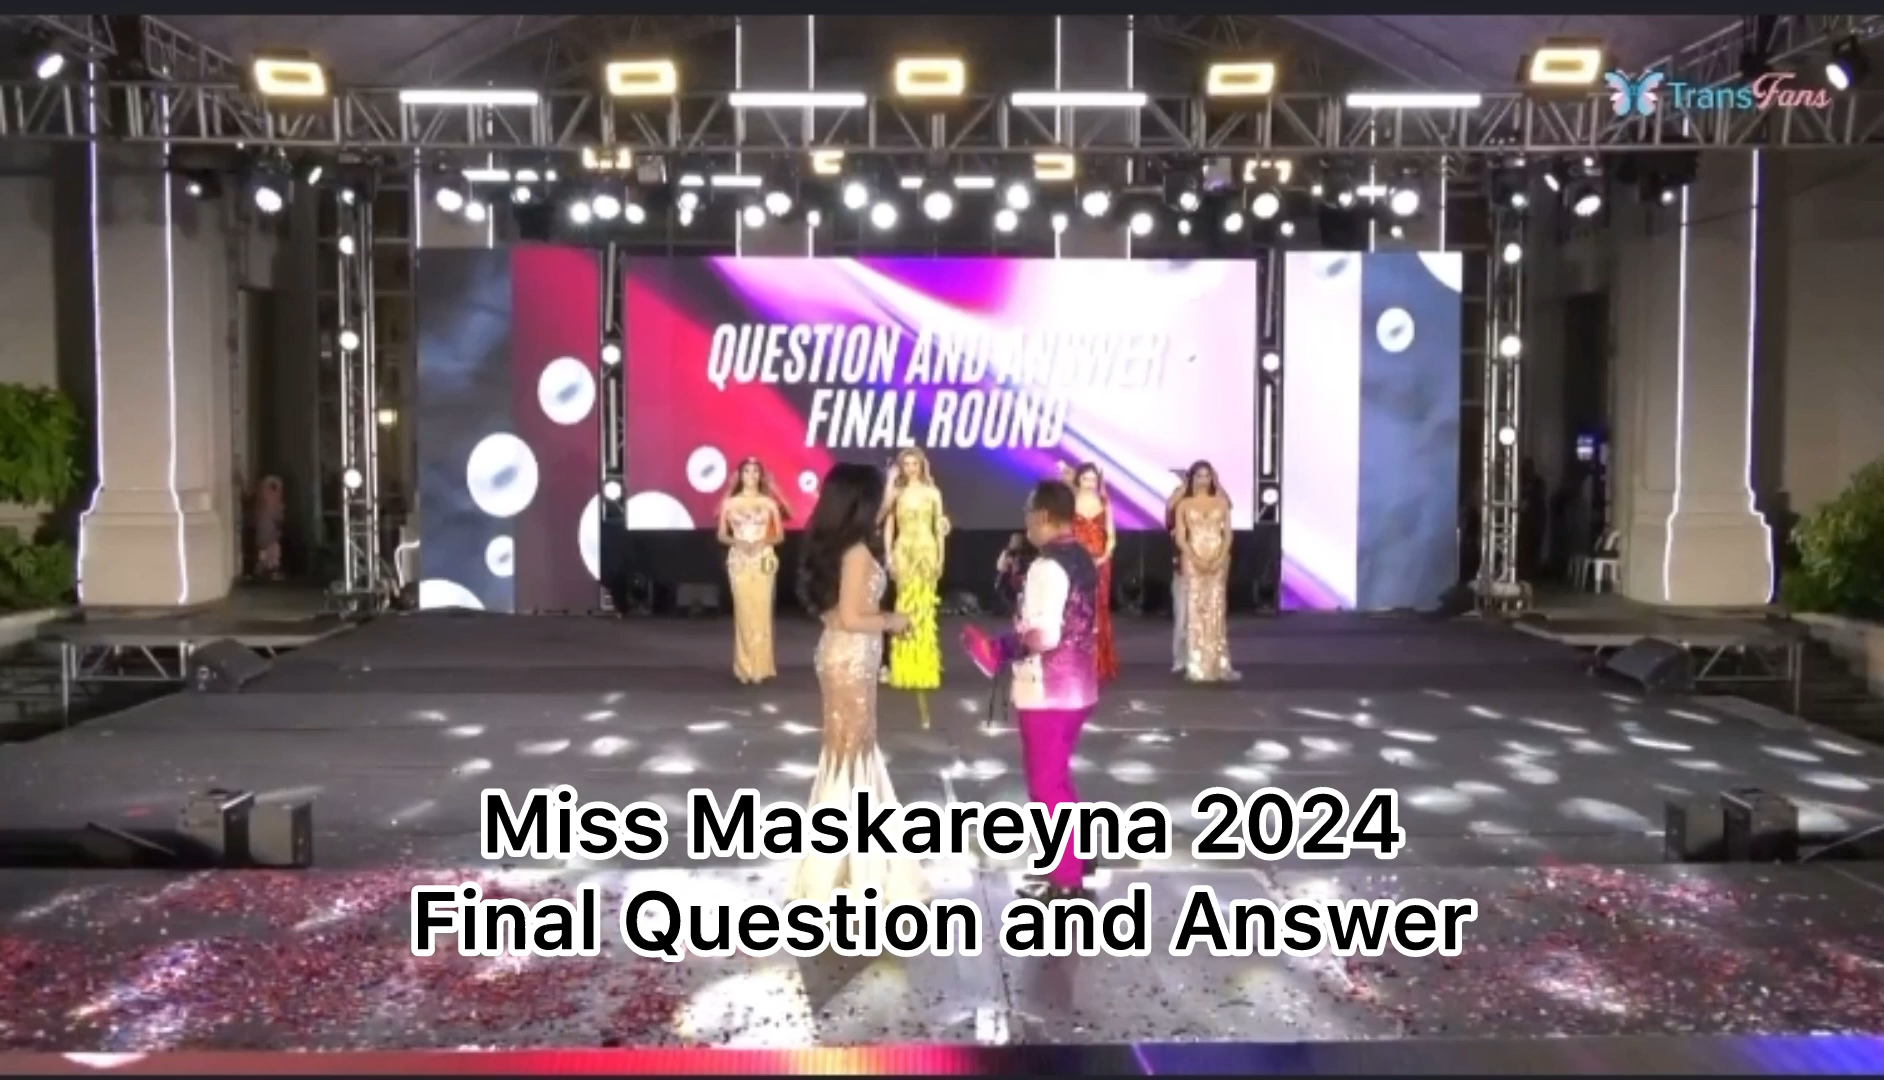 TransFans
QUESTION AND ANSWER
FINAL ROUND
Miss Maskareyna 2024
Final Question and Answer